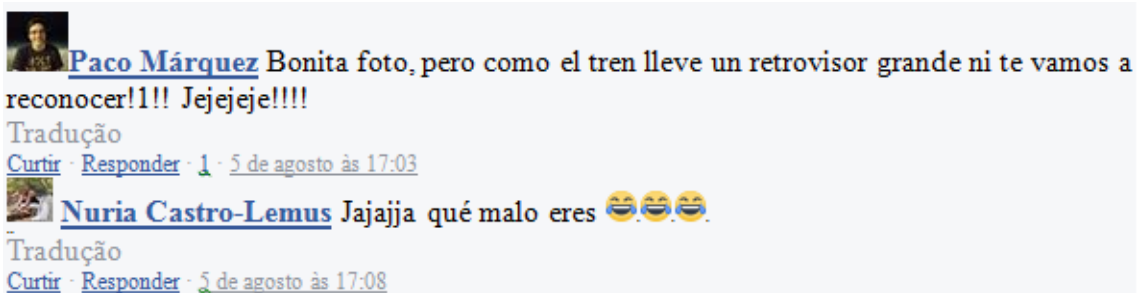 Paco Márquez Bonita foto, pero como el tren lleve un retrovisor grande ni te vamos a
reconocer!1!! Jejejeje!!!!
Tradução
Curtir · Responder · 1 · 5 de agosto às 17:03
Nuria Castro-Lemus Jajajja qué malo eres 😂😂😂
Tradução
Curtir · Responder · 5 de agosto às 17:08